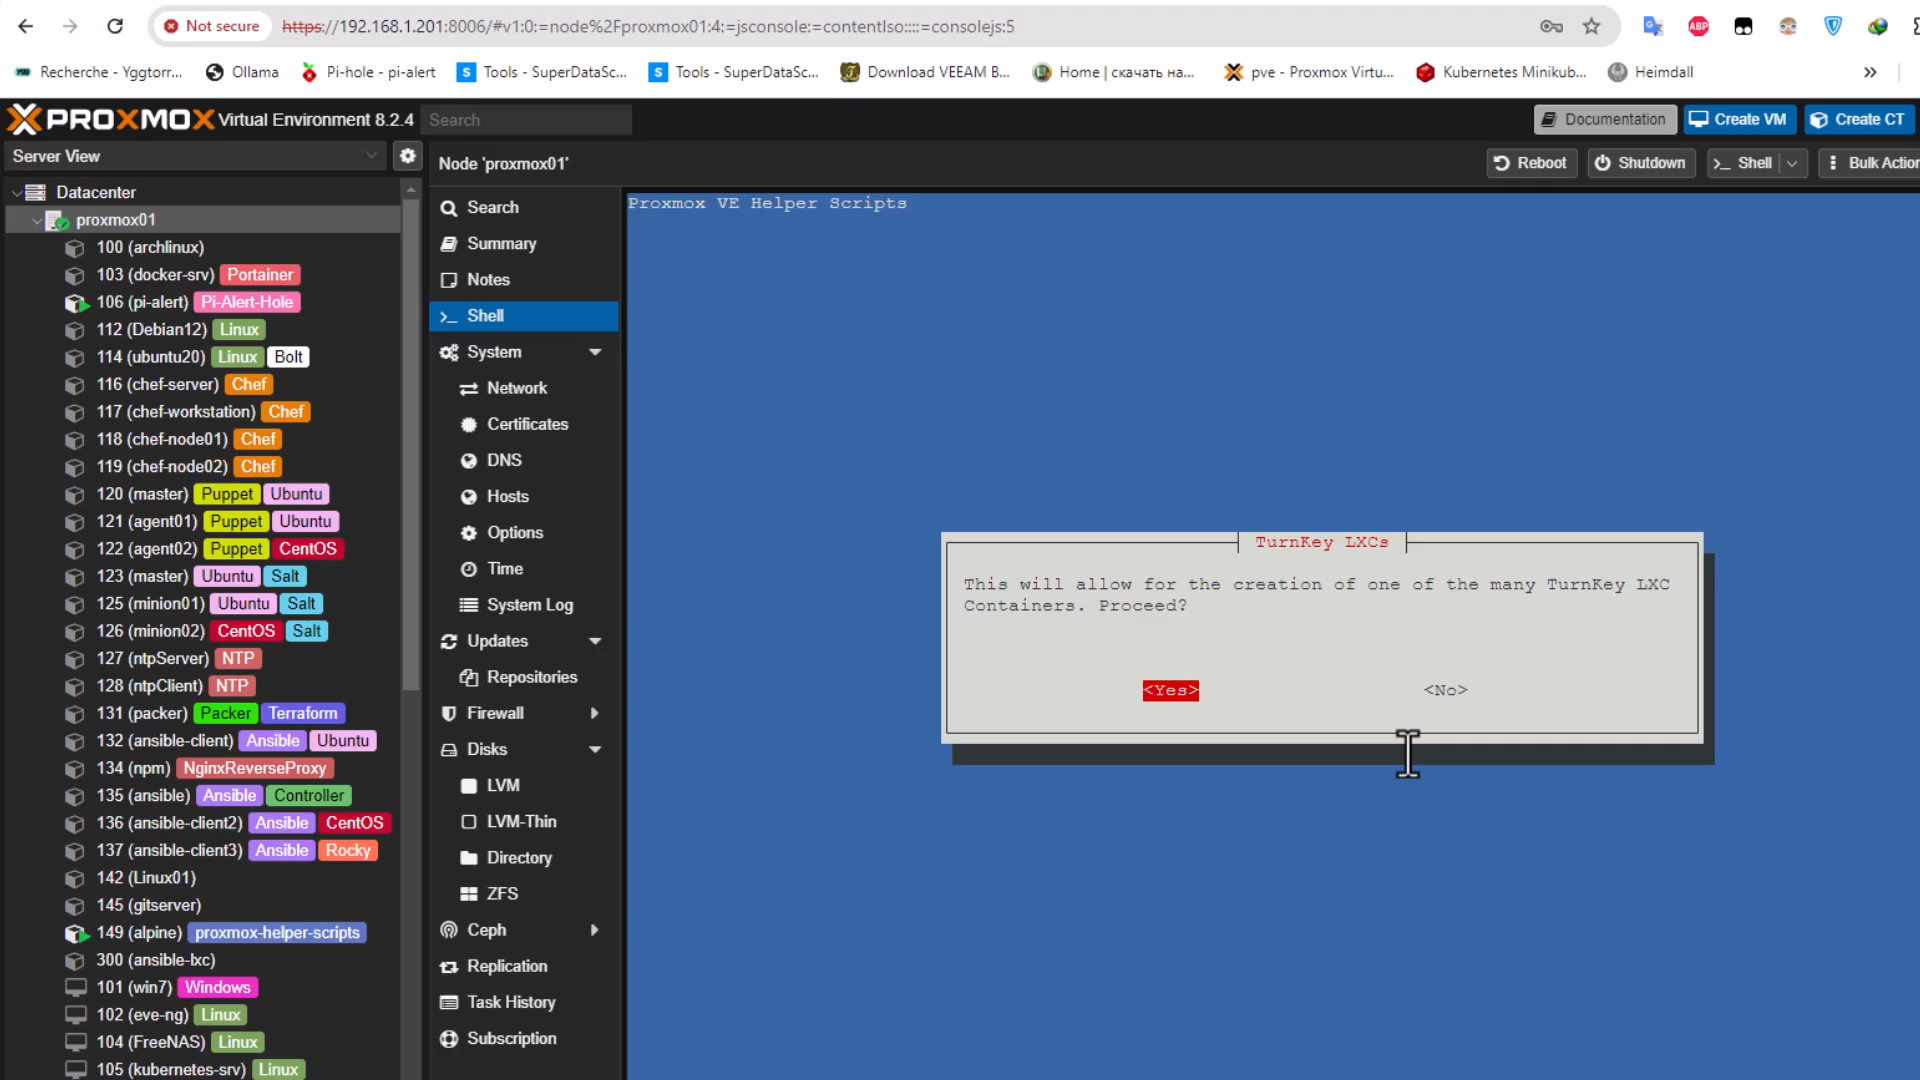 Not secure https://192.168.1.201:8006/#v1:0:=node%2Fproxmox01:4:=jsconsole:=contentIso::::=consolejs:5
Recherche - Yggtorr... Ollama Pi-hole - pi-alert Tools - SuperDataSc... Tools - SuperDataSc... Download VEEAM B... Home | скачать на... pve - Proxmox Virtu... Kubernetes Minikub... Heimdall
PROXMOX Virtual Environment 8.2.4 Search Documentation Create VM Create CT
Server View
Node 'proxmox01' Reboot Shutdown >_ Shell Bulk Action
Datacenter
proxmox01
100 (archlinux)
103 (docker-srv) Portainer
106 (pi-alert) Pi-Alert-Hole
112 (Debian12) Linux
114 (ubuntu20) Linux Bolt
116 (chef-server) Chef
117 (chef-workstation) Chef
118 (chef-node01) Chef
119 (chef-node02) Chef
120 (master) Puppet Ubuntu
121 (agent01) Puppet Ubuntu
122 (agent02) Puppet CentOS
123 (master) Ubuntu Salt
125 (minion01) Ubuntu Salt
126 (minion02) CentOS Salt
127 (ntpServer) NTP
128 (ntpClient) NTP
131 (packer) Packer Terraform
132 (ansible-client) Ansible Ubuntu
134 (npm) NginxReverseProxy
135 (ansible) Ansible Controller
136 (ansible-client2) Ansible CentOS
137 (ansible-client3) Ansible Rocky
142 (Linux01)
145 (gitserver)
149 (alpine) proxmox-helper-scripts
300 (ansible-lxc)
101 (win7) Windows
102 (eve-ng) Linux
104 (FreeNAS) Linux
105 (kubernetes-srv) Linux
Search
Summary
Notes
>_ Shell
System
Network
Certificates
DNS
Hosts
Options
Time
System Log
Updates
Repositories
Firewall
Disks
LVM
LVM-Thin
Directory
ZFS
Ceph
Replication
Task History
Subscription
Proxmox VE Helper Scripts
TurnKey LXCs
This will allow for the creation of one of the many TurnKey LXC
Containers. Proceed?
<Yes> <No>